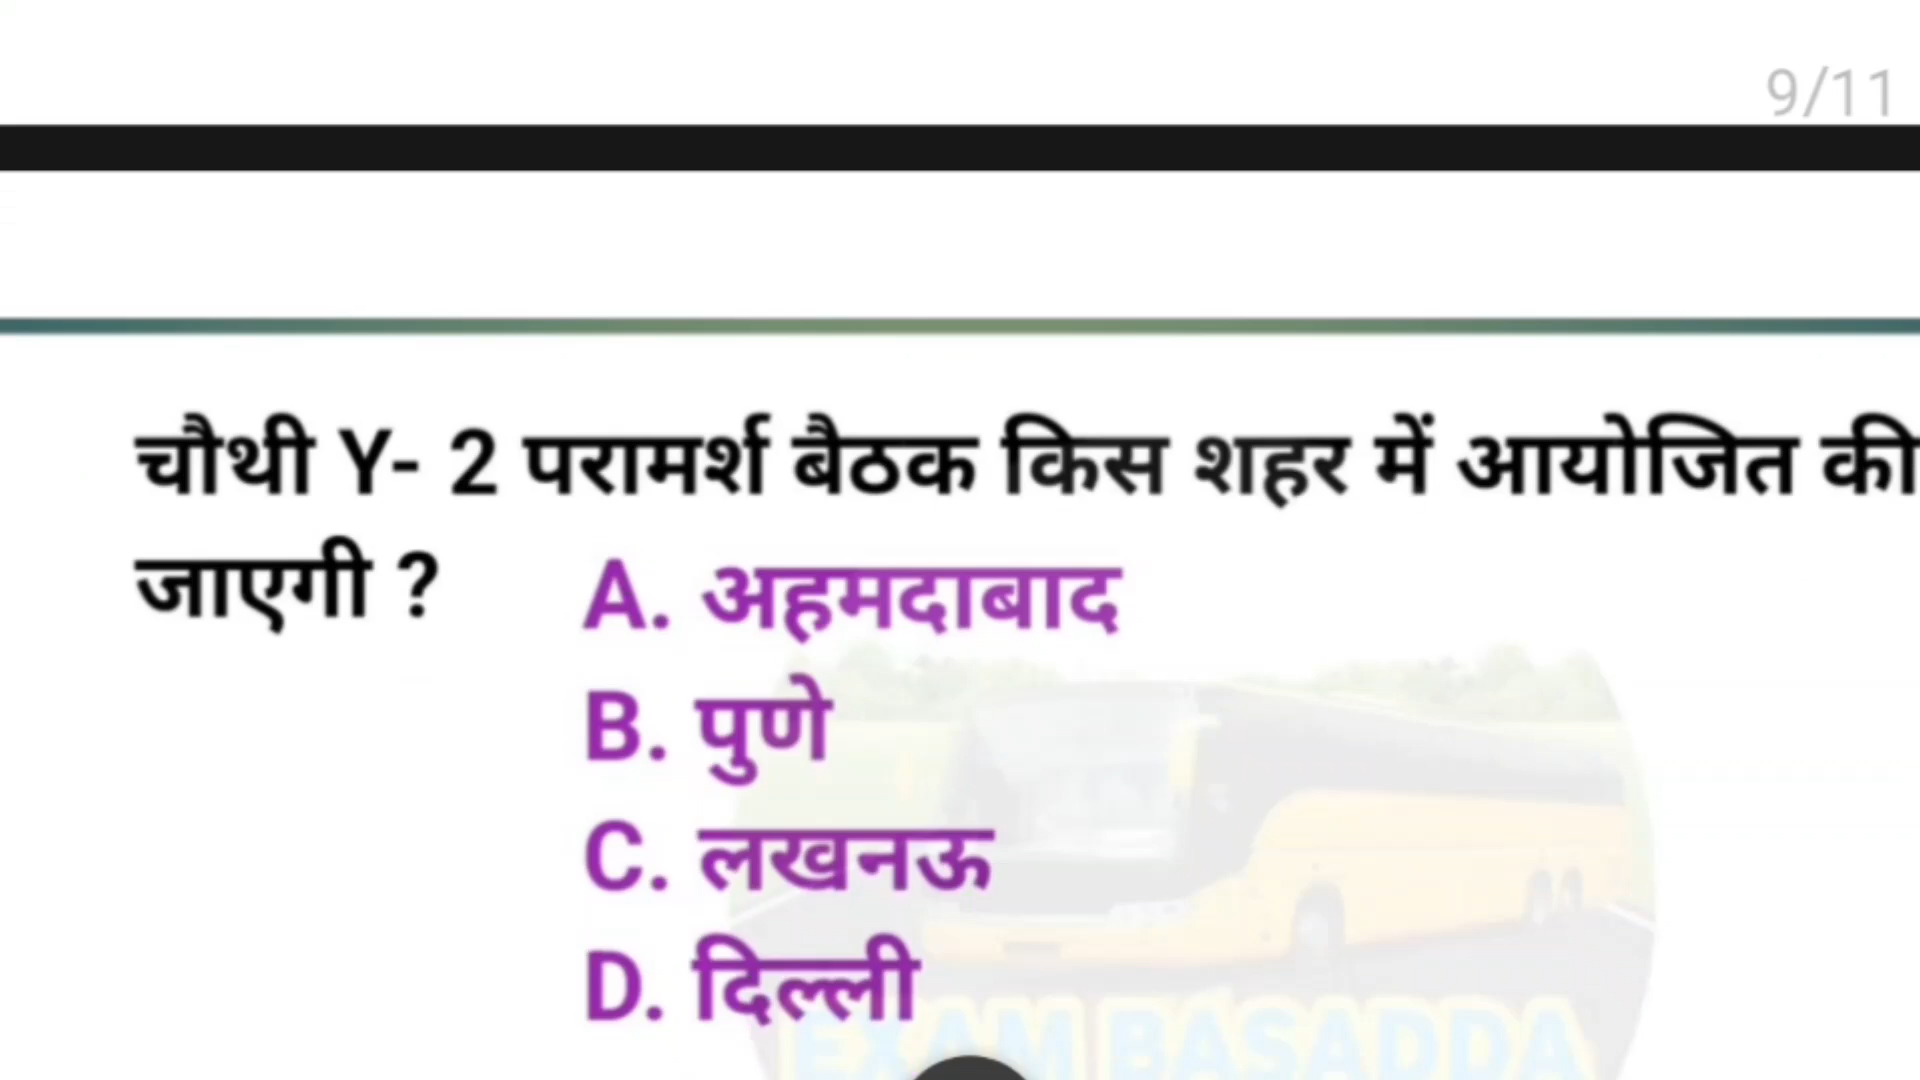 9/11
चौथी Y- 2 परामर्श बैठक किस शहर में आयोजित की
जाएगी ? A. अहमदाबाद
B. पुणे
C. लखनऊ
D. दिल्ली
EXAM BASADDA